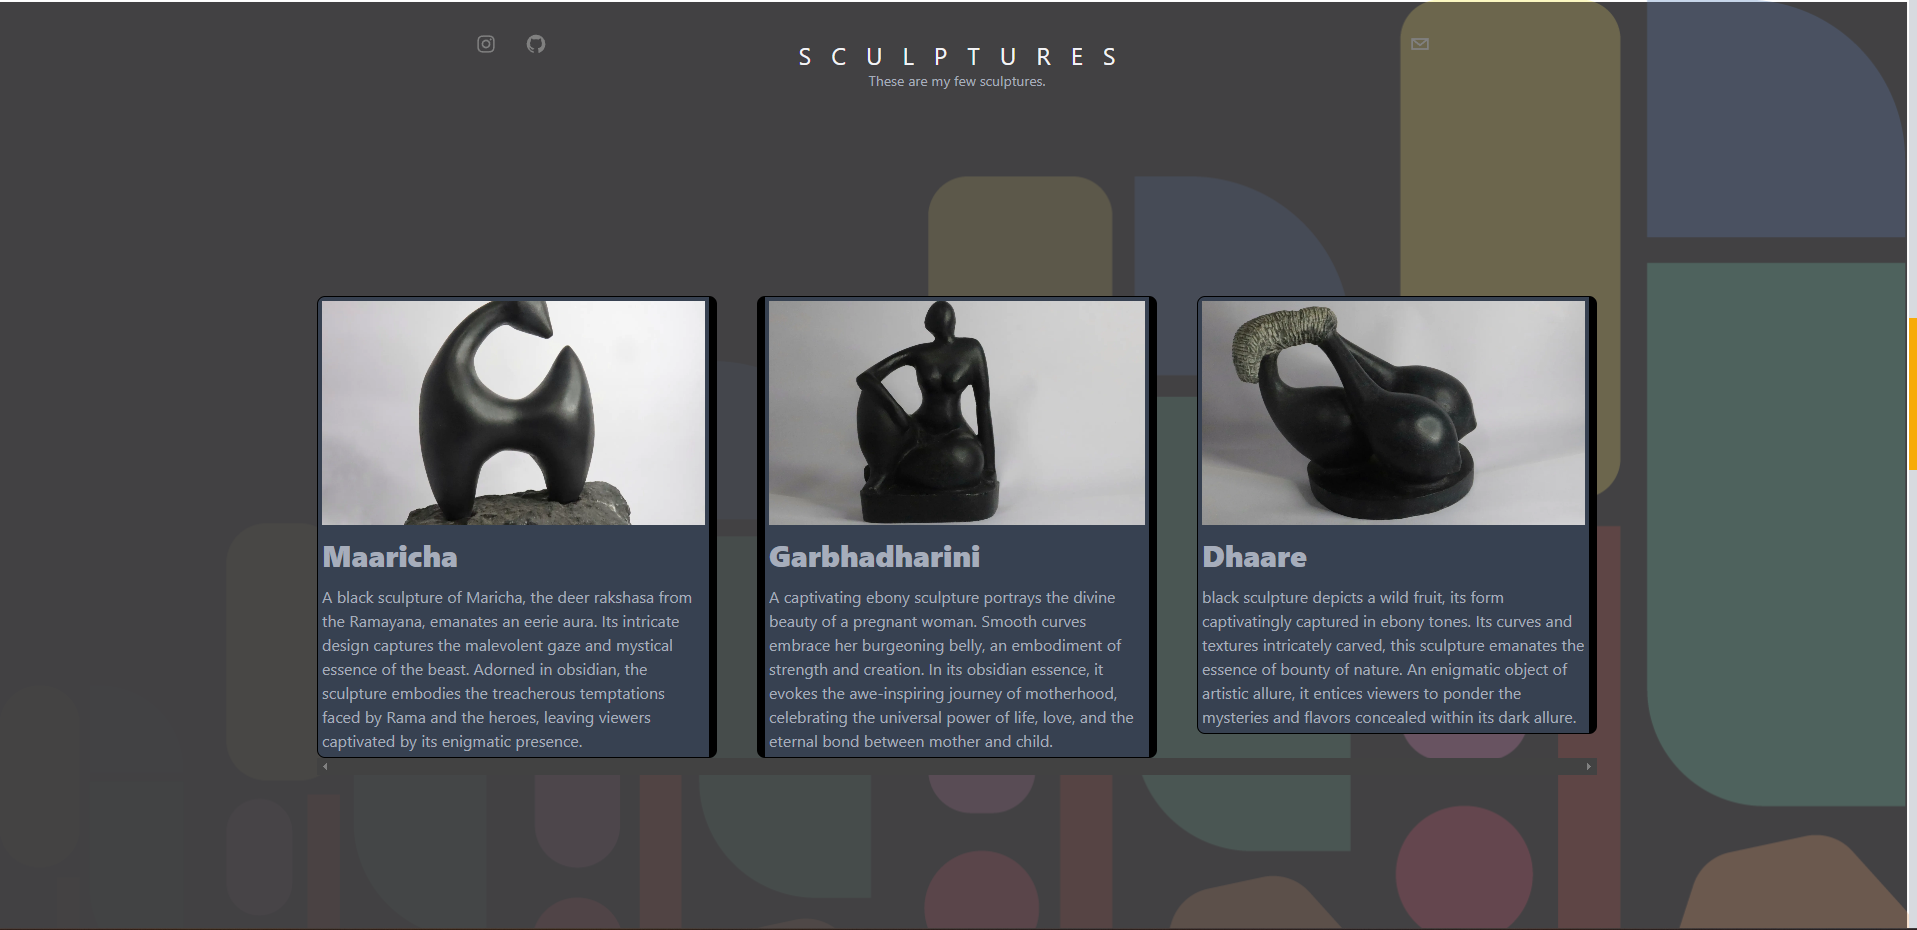 SCULPTURES
These are my few sculptures.
Maaricha
A black sculpture of Maricha, the deer rakshasa from
the Ramayana, emanates an eerie aura. Its intricate
design captures the malevolent gaze and mystical
essence of the beast. Adorned in obsidian, the
sculpture embodies the treacherous temptations
faced by Rama and the heroes, leaving viewers
captivated by its enigmatic presence.
Garbhadharini
A captivating ebony sculpture portrays the divine
beauty of a pregnant woman. Smooth curves
embrace her burgeoning belly, an embodiment of
strength and creation. In its obsidian essence, it
evokes the awe-inspiring journey of motherhood,
celebrating the universal power of life, love, and the
eternal bond between mother and child.
Dhaare
black sculpture depicts a wild fruit, its form
captivatingly captured in ebony tones. Its curves and
textures intricately carved, this sculpture emanates the
essence of bounty of nature. An enigmatic object of
artistic allure, it entices viewers to ponder the
mysteries and flavors concealed within its dark allure.